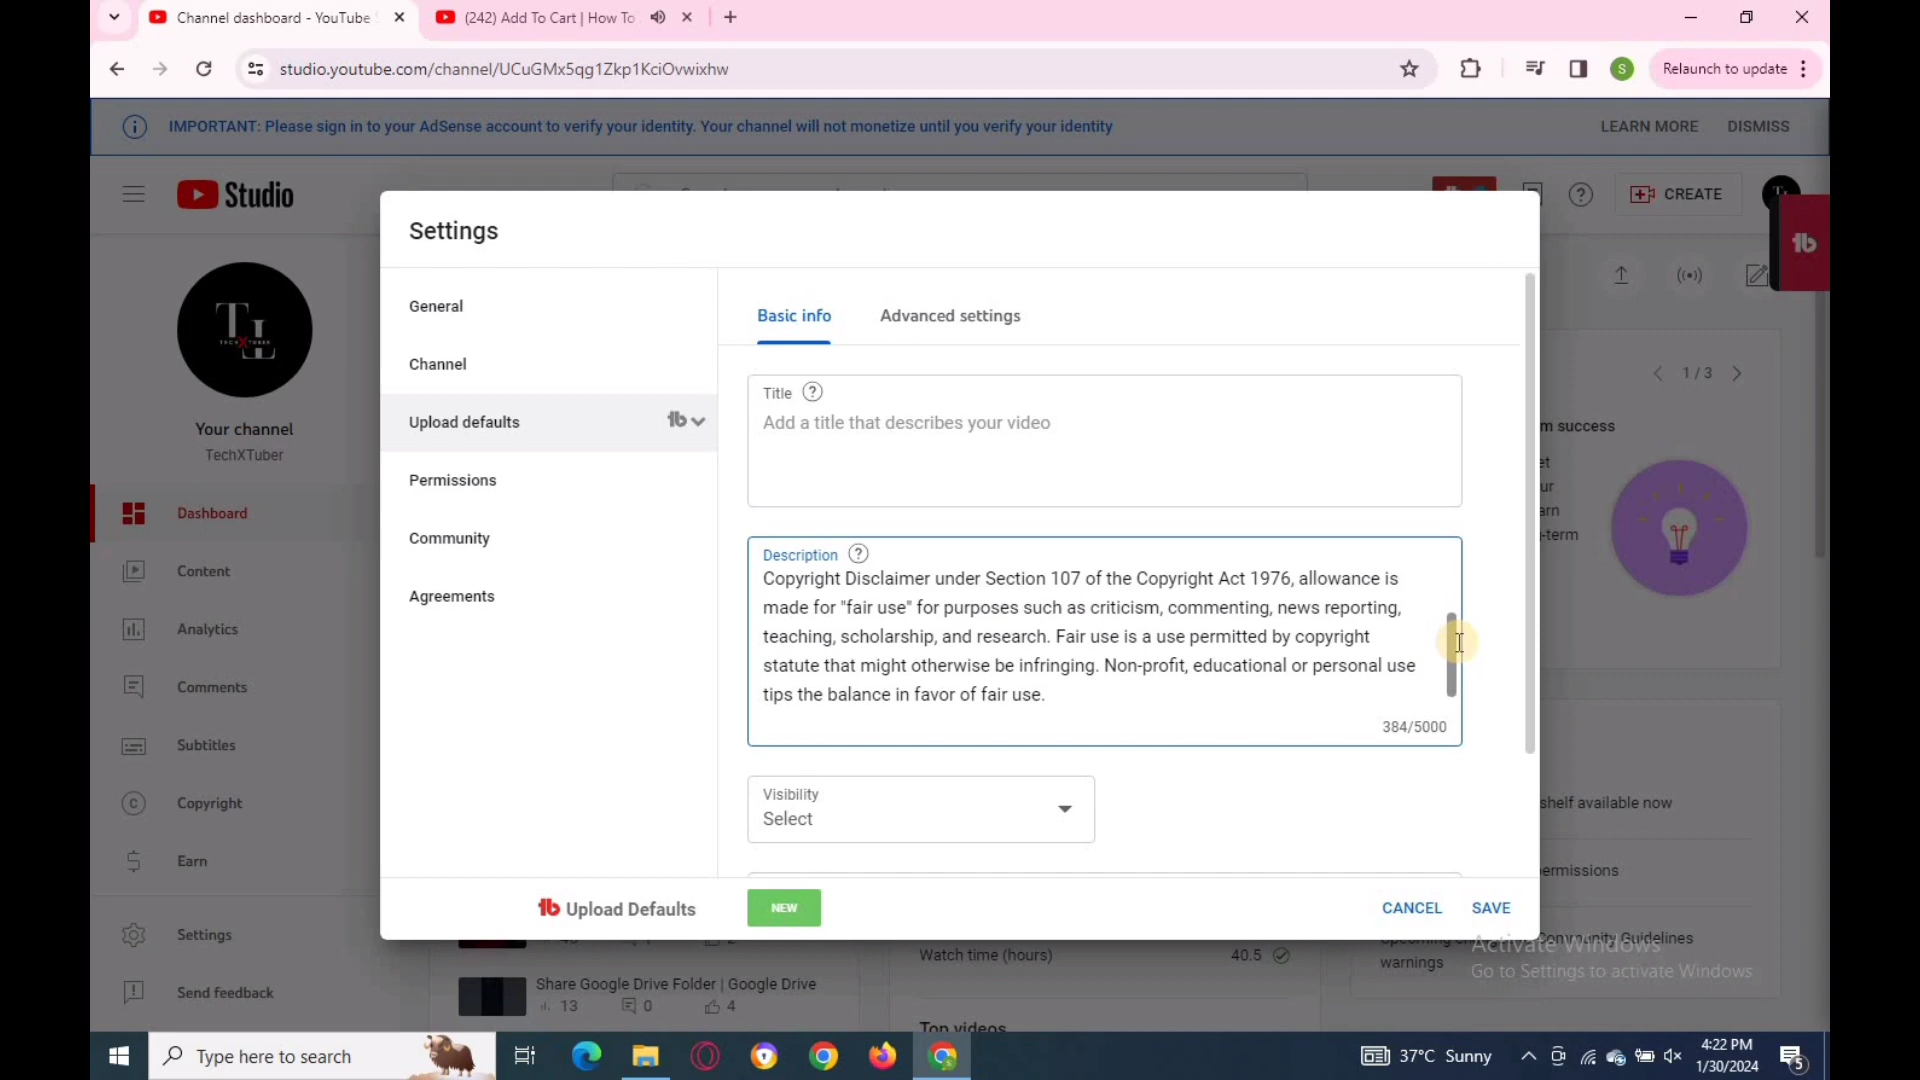 Channel dashboard - YouTube
(242) Add To Cart | How To
studio.youtube.com/channel/UCuGMx5qg1Zkp1KciOvwixhw
S
Relaunch to update
IMPORTANT: Please sign in to your AdSense account to verify your identity. Your channel will not monetize until you verify your identity
LEARN MORE
DISMISS
Studio
CREATE
Settings
General
Channel
Upload defaults
Permissions
Community
Agreements
Basic info
Advanced settings
Title
Add a title that describes your video
Description
Copyright Disclaimer under Section 107 of the Copyright Act 1976, allowance is
made for "fair use" for purposes such as criticism, commenting, news reporting,
teaching, scholarship, and research. Fair use is a use permitted by copyright
statute that might otherwise be infringing. Non-profit, educational or personal use
tips the balance in favor of fair use.
384/5000
Visibility
Select
Upload Defaults
NEW
CANCEL
SAVE
TECHXTUBER
Your channel
TechXTuber
Dashboard
Content
Analytics
Comments
Subtitles
Copyright
Earn
Settings
Send feedback
1 / 3
m success
et
ur
arn
-term
shelf available now
ermissions
Community Guidelines
warnings
Share Google Drive Folder | Google Drive
13
0
4
Watch time (hours)
40.5
Top videos
Activate Windows
Go to Settings to activate Windows
Type here to search
37°C Sunny
4:22 PM
1/30/2024
5